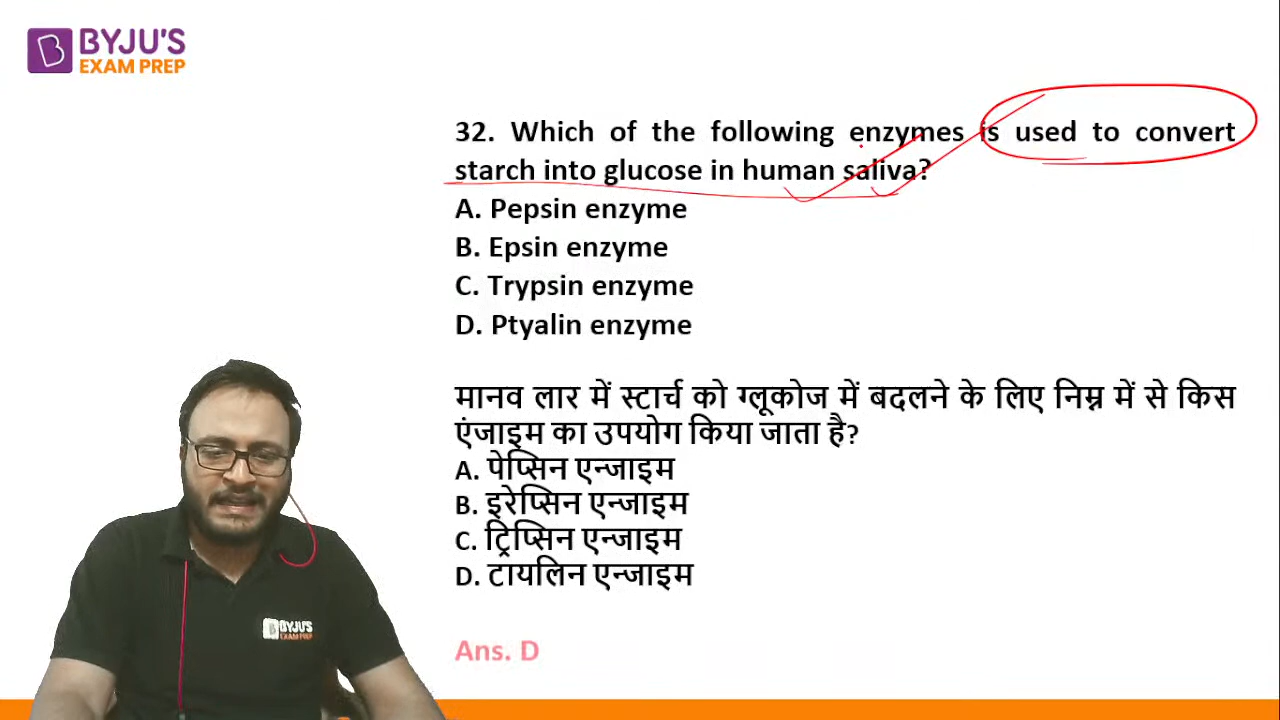 BYJU'S
EXAM PREP
32. Which of the following enzymes is used to convert
starch into glucose in human saliva?
A. Pepsin enzyme
B. Epsin enzyme
C. Trypsin enzyme
D. Ptyalin enzyme
मानव लार में स्टार्च को ग्लूकोज में बदलने के लिए निम्न में से किस
एंजाइम का उपयोग किया जाता है?
A. पेप्सिन एन्जाइम
B. इरेप्सिन एन्जाइम
C. ट्रिप्सिन एन्जाइम
D. टायलिन एन्जाइम
BYJU'S
EXAM PREP
Ans. D